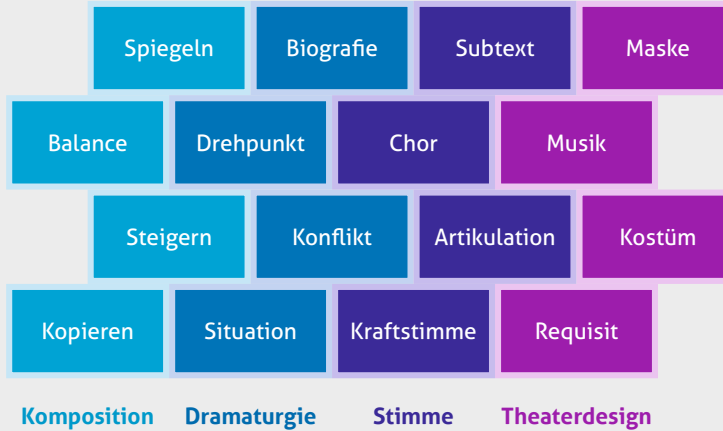 Spiegeln Biografie Subtext Maske
Balance Drehpunkt Chor Musik
Steigern Konflikt Artikulation Kostüm
Kopieren Situation Kraftstimme Requisit
Komposition Dramaturgie Stimme Theaterdesign